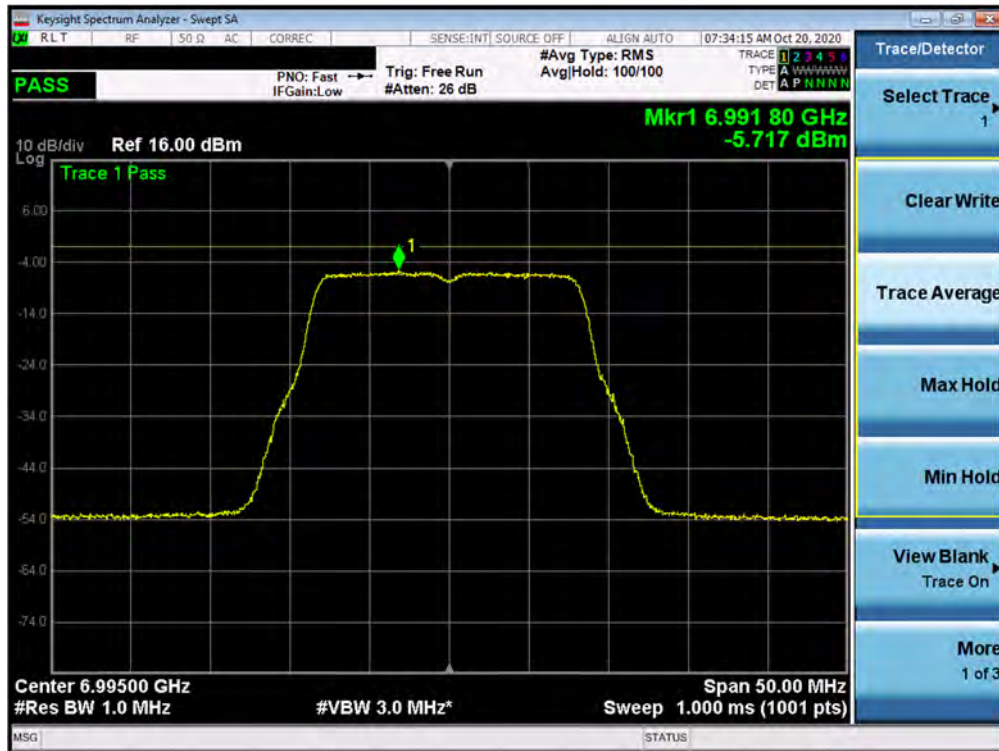 Keysight Spectrum Analyzer - Swept SA
LXI RLT RF 50 Ω AC CORREC SENSE:INT SOURCE OFF ALIGN AUTO 07:34:15 AM Oct 20, 2020
PASS
PNO: Fast
IFGain:Low
Trig: Free Run
#Atten: 26 dB
#Avg Type: RMS
Avg|Hold: 100/100
TRACE 1 2 3 4 5 6
TYPE A WWWWW
DET A P N N N N
Mkr1 6.991 80 GHz
-5.717 dBm
10 dB/div Ref 16.00 dBm
Log
Trace 1 Pass
1
6.00
-4.00
-14.0
-24.0
-34.0
-44.0
-54.0
-64.0
-74.0
Center 6.99500 GHz
Span 50.00 MHz
#Res BW 1.0 MHz
#VBW 3.0 MHz*
Sweep 1.000 ms (1001 pts)
MSG
STATUS
Trace/Detector
Select Trace
1
Clear Write
Trace Average
Max Hold
Min Hold
View Blank
Trace On
More
1 of 3